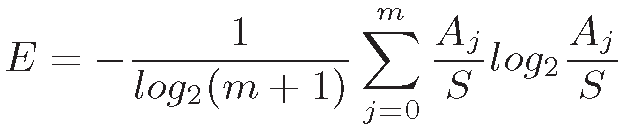 E = -\frac{1}{log_2(m+1)} \sum_{j=0}^{m} \frac{A_j}{S} log_2 \frac{A_j}{S}